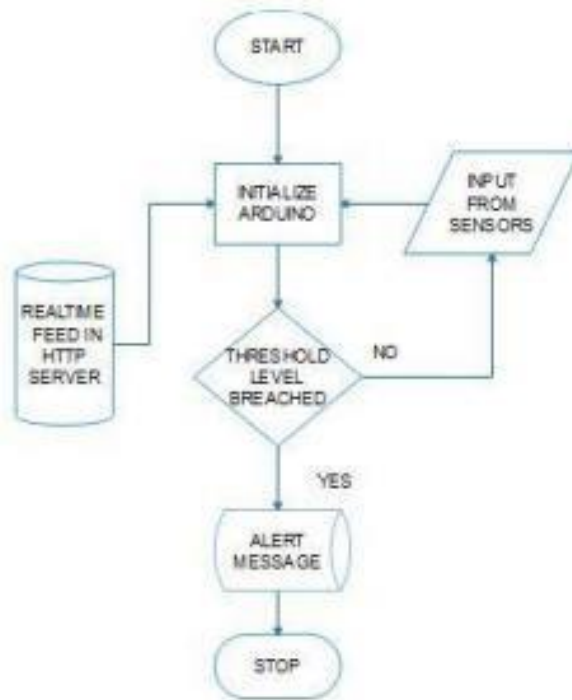 START
INITIALIZE
ARDUINO
INPUT
FROM
SENSORS
REALTIME
FEED IN
HTTP
SERVER
THRESHOLD
LEVEL
BREACHED
NO
YES
ALERT
MESSAGE
STOP